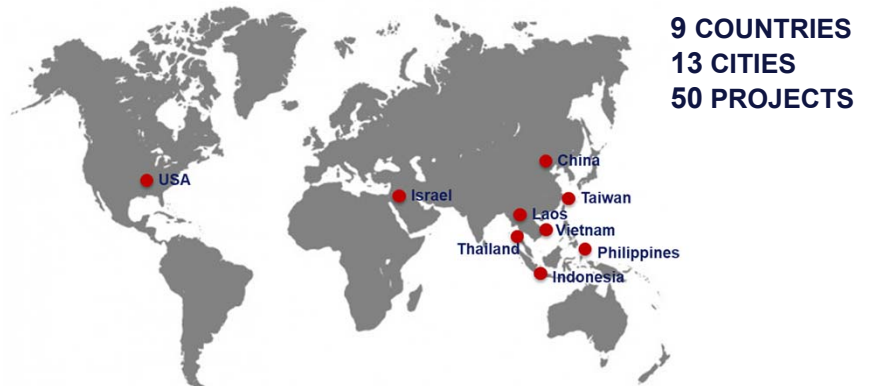 9 COUNTRIES
13 CITIES
50 PROJECTS
China
USA
Israel
Taiwan
Laos
Vietnam
Thailand
Philippines
Indonesia